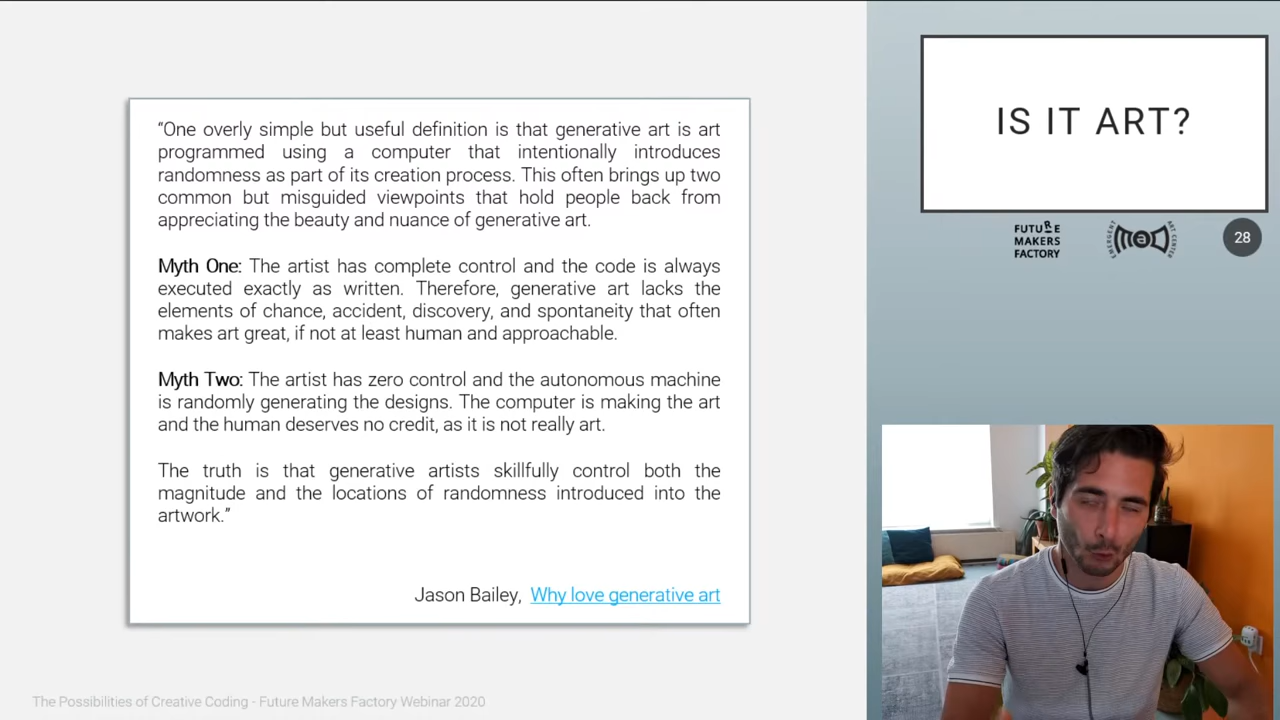 “One overly simple but useful definition is that generative art is art
programmed using a computer that intentionally introduces
randomness as part of its creation process. This often brings up two
common but misguided viewpoints that hold people back from
appreciating the beauty and nuance of generative art.
Myth One: The artist has complete control and the code is always
executed exactly as written. Therefore, generative art lacks the
elements of chance, accident, discovery, and spontaneity that often
makes art great, if not at least human and approachable.
Myth Two: The artist has zero control and the autonomous machine
is randomly generating the designs. The computer is making the art
and the human deserves no credit, as it is not really art.
The truth is that generative artists skillfully control both the
magnitude and the locations of randomness introduced into the
artwork.”
Jason Bailey, Why love generative art
The Possibilities of Creative Coding - Future Makers Factory Webinar 2020
IS IT ART?
FUTURE
MAKERS
FACTORY
EMERGENT
a
ART CENTER
28